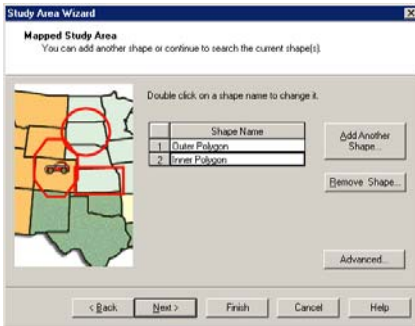 Study Area Wizard
Mapped Study Area
You can add another shape or continue to search the current shape(s).
Double click on a shape name to change it.
Shape Name
1 Outer Polygon
2 Inner Polygon
Add Another
Shape...
Remove Shape...
Advanced...
< Back
Next >
Finish
Cancel
Help